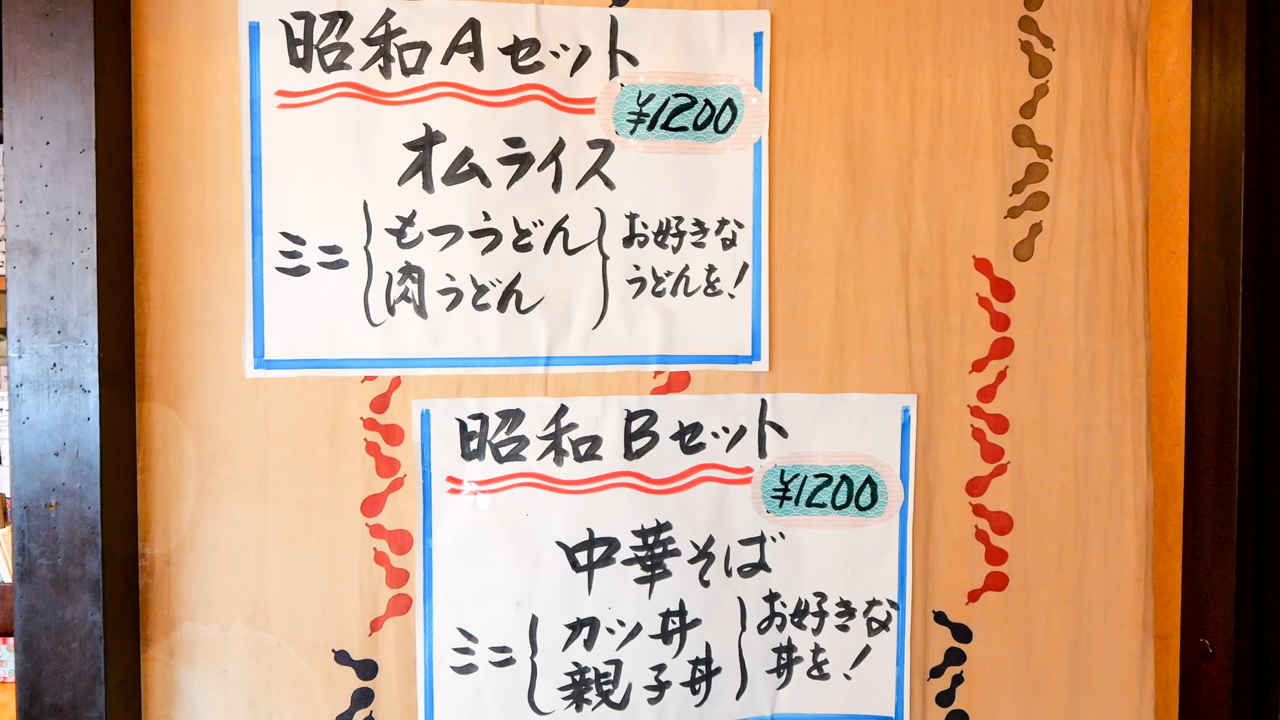 昭和Aセット
¥1200
オムライス
ミニ
もつうどん
肉うどん
お好きな
うどんを!
昭和Bセット
¥1200
中華そば
ミニ
カツ丼
親子丼
お好きな
丼を!